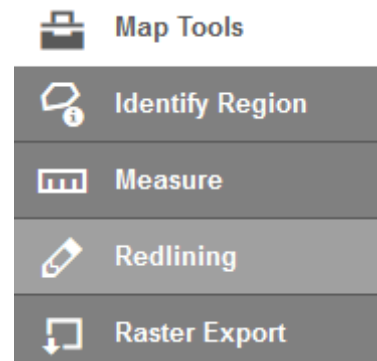 Map Tools
Identify Region
Measure
Redlining
Raster Export